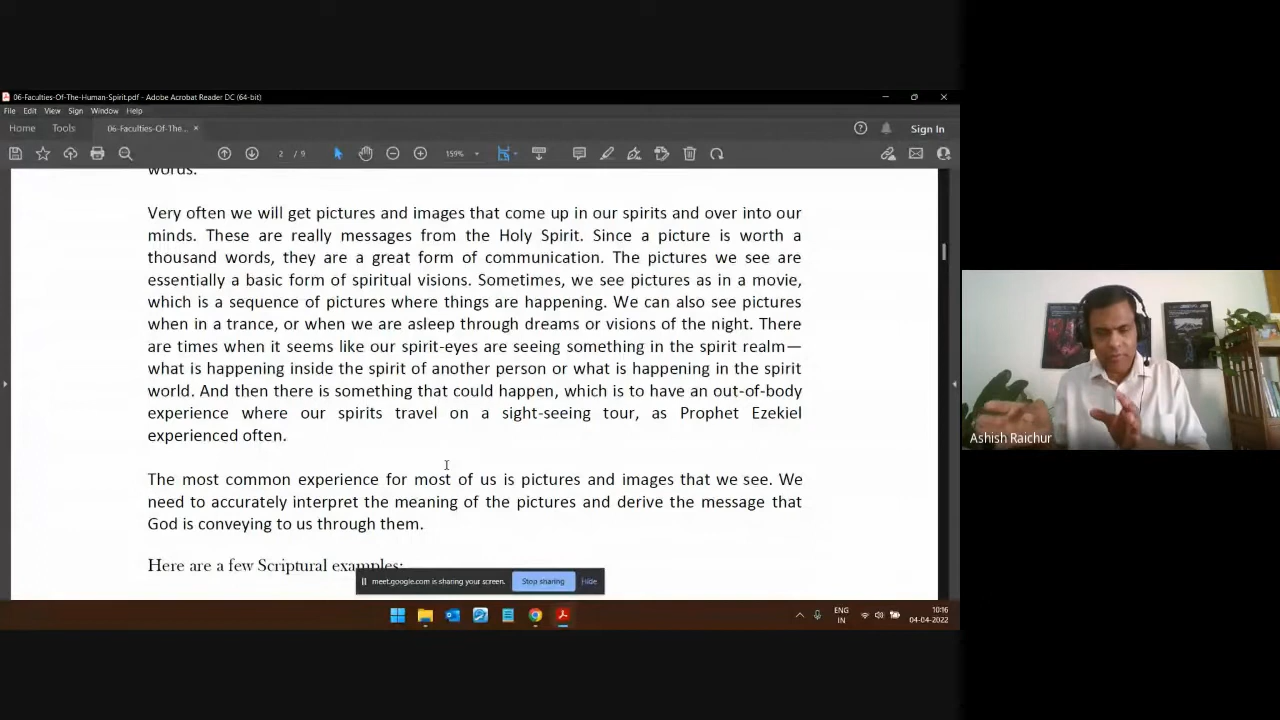 06-Faculties-Of-The-Human-Spirit.pdf - Adobe Acrobat Reader DC (64-bit)
File Edit View Sign Window Help
Home Tools 06-Faculties-Of-The... × Sign In
2 / 9 159%
words.
Very often we will get pictures and images that come up in our spirits and over into our
minds. These are really messages from the Holy Spirit. Since a picture is worth a
thousand words, they are a great form of communication. The pictures we see are
essentially a basic form of spiritual visions. Sometimes, we see pictures as in a movie,
which is a sequence of pictures where things are happening. We can also see pictures
when in a trance, or when we are asleep through dreams or visions of the night. There
are times when it seems like our spirit-eyes are seeing something in the spirit realm—
what is happening inside the spirit of another person or what is happening in the spirit
world. And then there is something that could happen, which is to have an out-of-body
experience where our spirits travel on a sight-seeing tour, as Prophet Ezekiel
experienced often.
The most common experience for most of us is pictures and images that we see. We
need to accurately interpret the meaning of the pictures and derive the message that
God is conveying to us through them.
Here are a few Scriptural examples:
meet.google.com is sharing your screen. Stop sharing Hide
ENG
IN
10:16
04-04-2022
Ashish Raichur